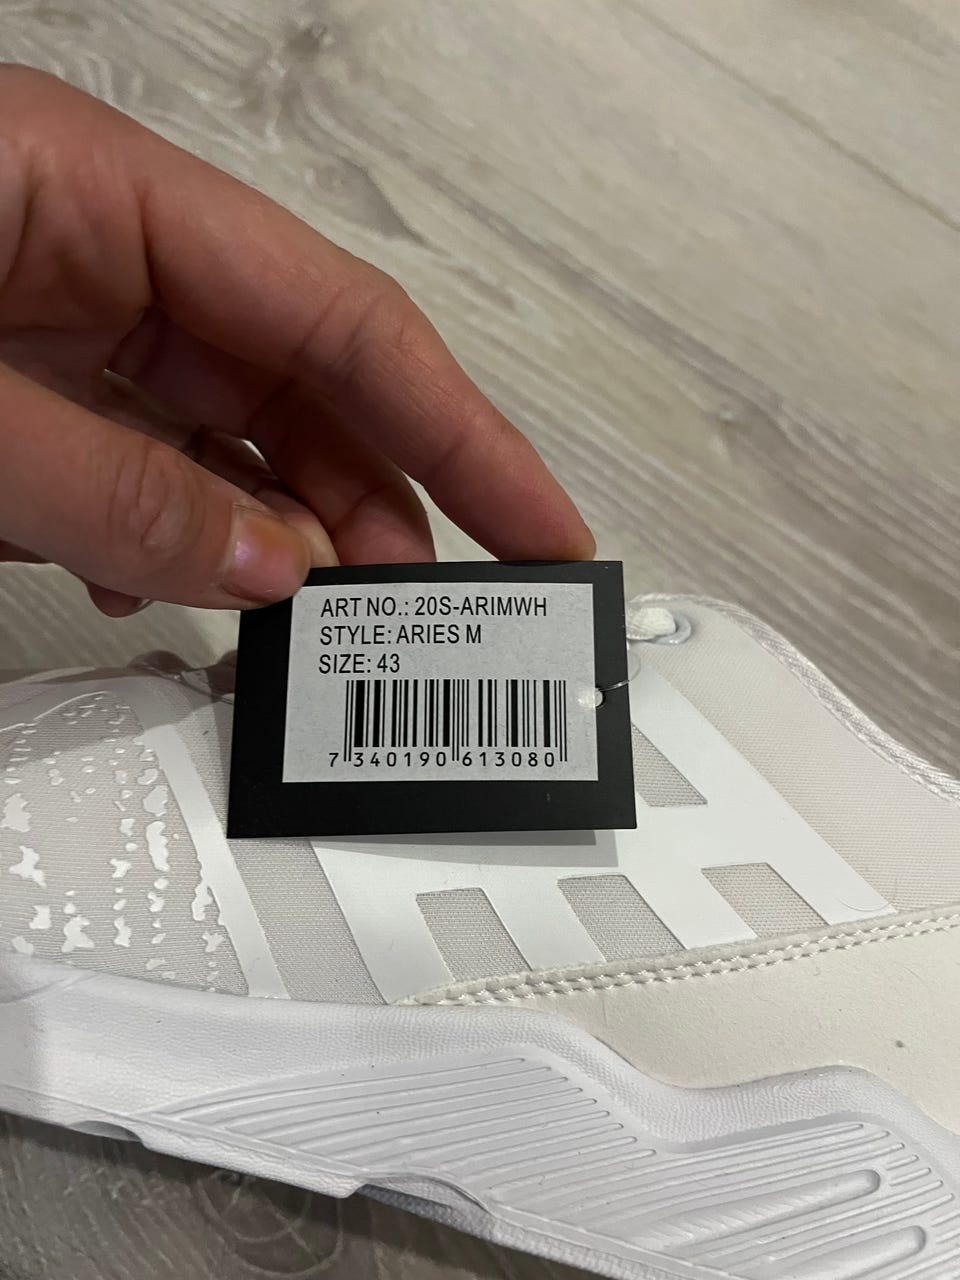 ART NO.: 20S-ARIMWH
STYLE: ARIES M
SIZE: 43
7 340190 613080